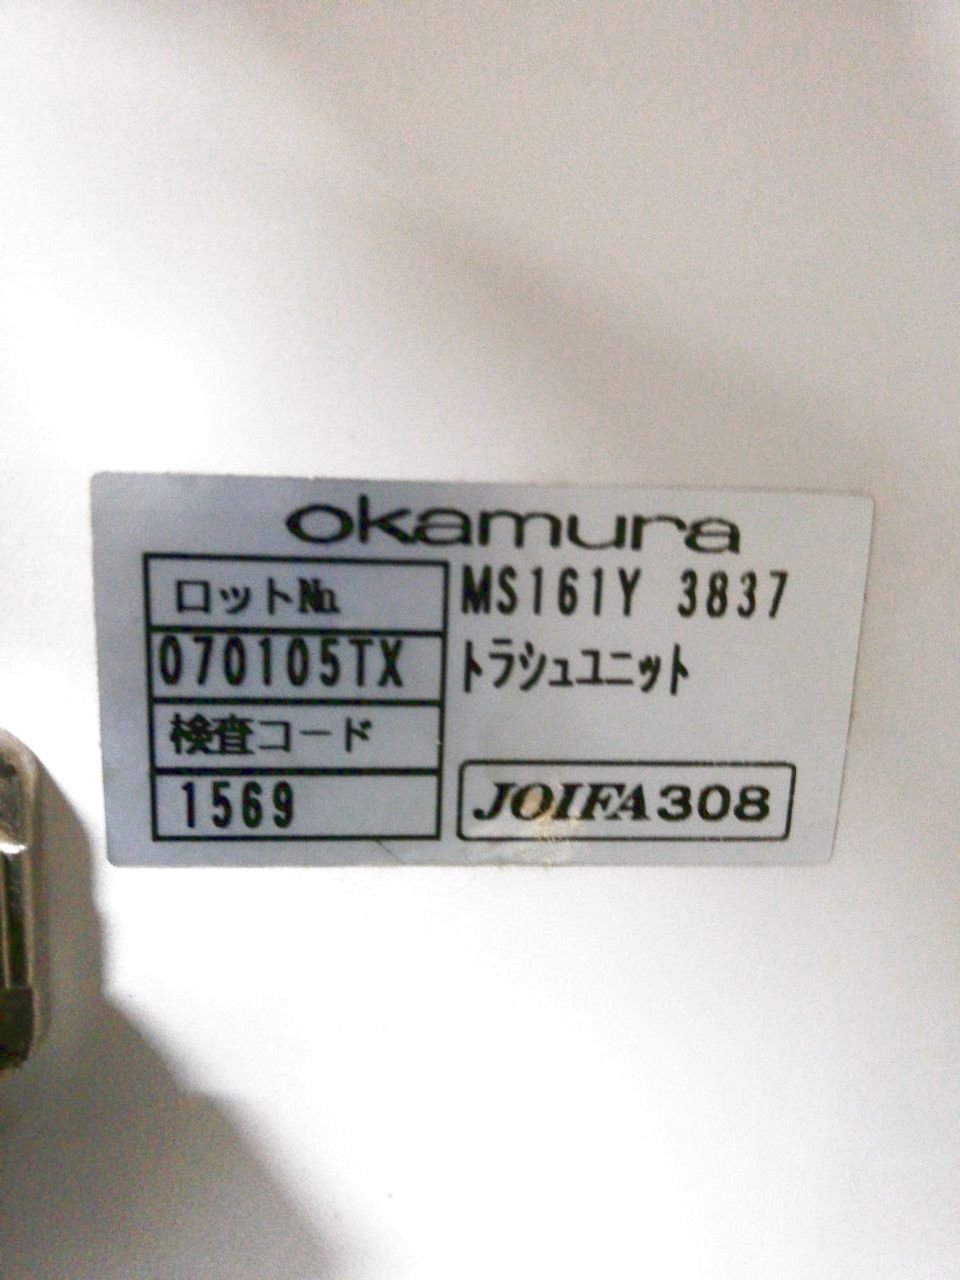 okamura
ロット№
070105TX
検査コード
1569
MS161Y 3837
トラシュユニット
JOIFA308